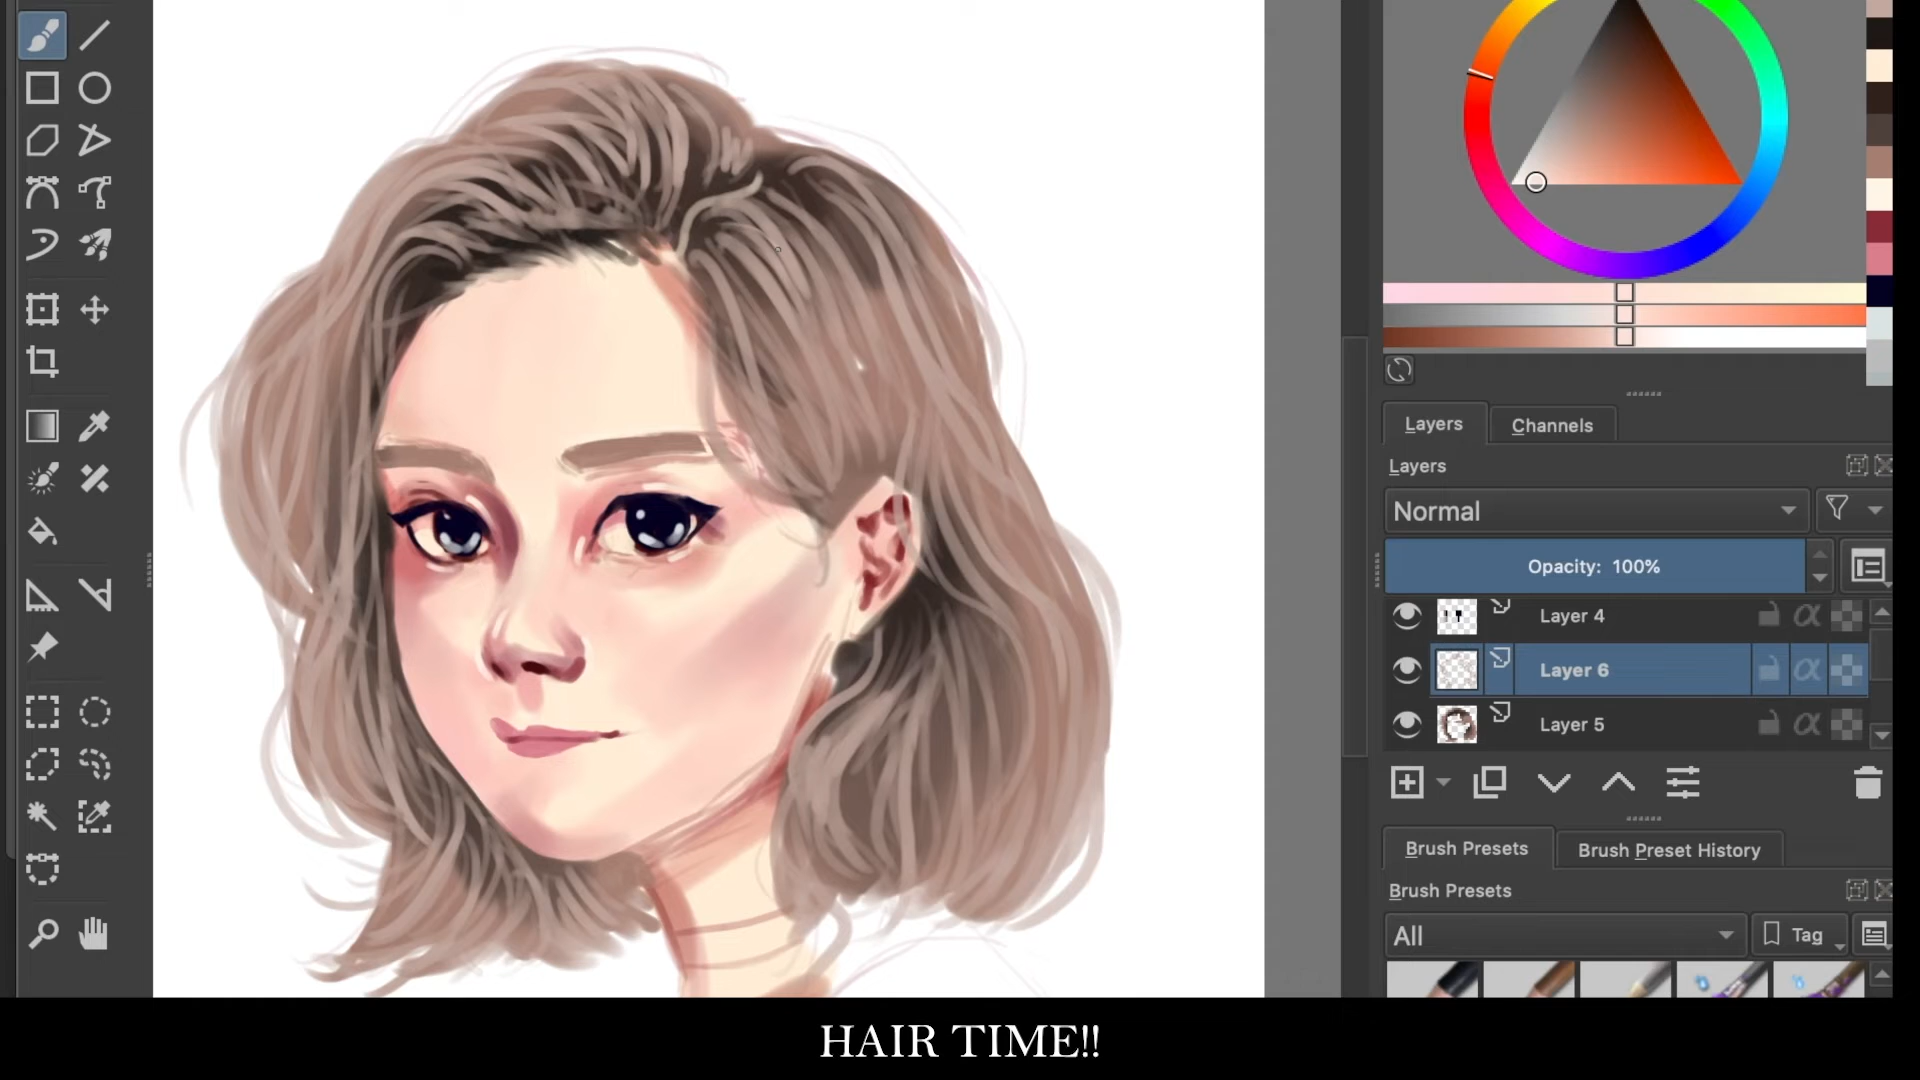 Layers
Channels
Layers
Normal
Opacity: 100%
Layer 4
Layer 6
Layer 5
Brush Presets
Brush Preset History
Brush Presets
All
Tag
HAIR TIME!!